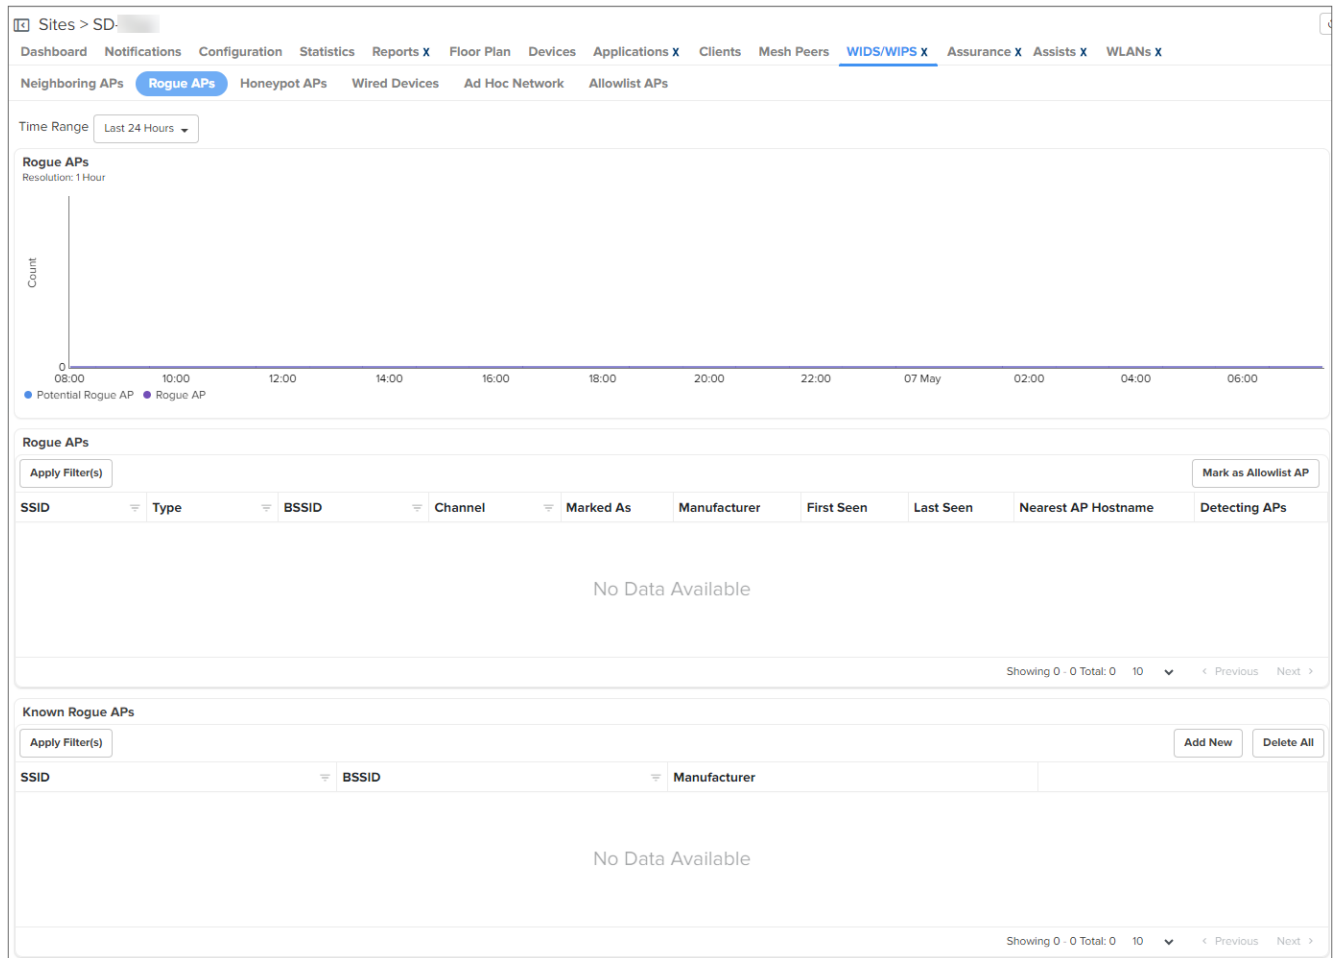 Sites > SD-
Dashboard Notifications Configuration Statistics Reports X Floor Plan Devices Applications X Clients Mesh Peers WIDS/WIPS X Assurance X Assists X WLANs X
Neighboring APs Rogue APs Honeypot APs Wired Devices Ad Hoc Network Allowlist APs
Time Range Last 24 Hours
Rogue APs
Resolution: 1 Hour
Count
0
08:00 10:00 12:00 14:00 16:00 18:00 20:00 22:00 07 May 02:00 04:00 06:00
Potential Rogue AP Rogue AP
Rogue APs
Apply Filter(s) Mark as Allowlist AP
SSID Type BSSID Channel Marked As Manufacturer First Seen Last Seen Nearest AP Hostname Detecting APs
No Data Available
Showing 0 - 0 Total: 0 10 < Previous Next >
Known Rogue APs
Apply Filter(s) Add New Delete All
SSID BSSID Manufacturer
No Data Available
Showing 0 - 0 Total: 0 10 < Previous Next >